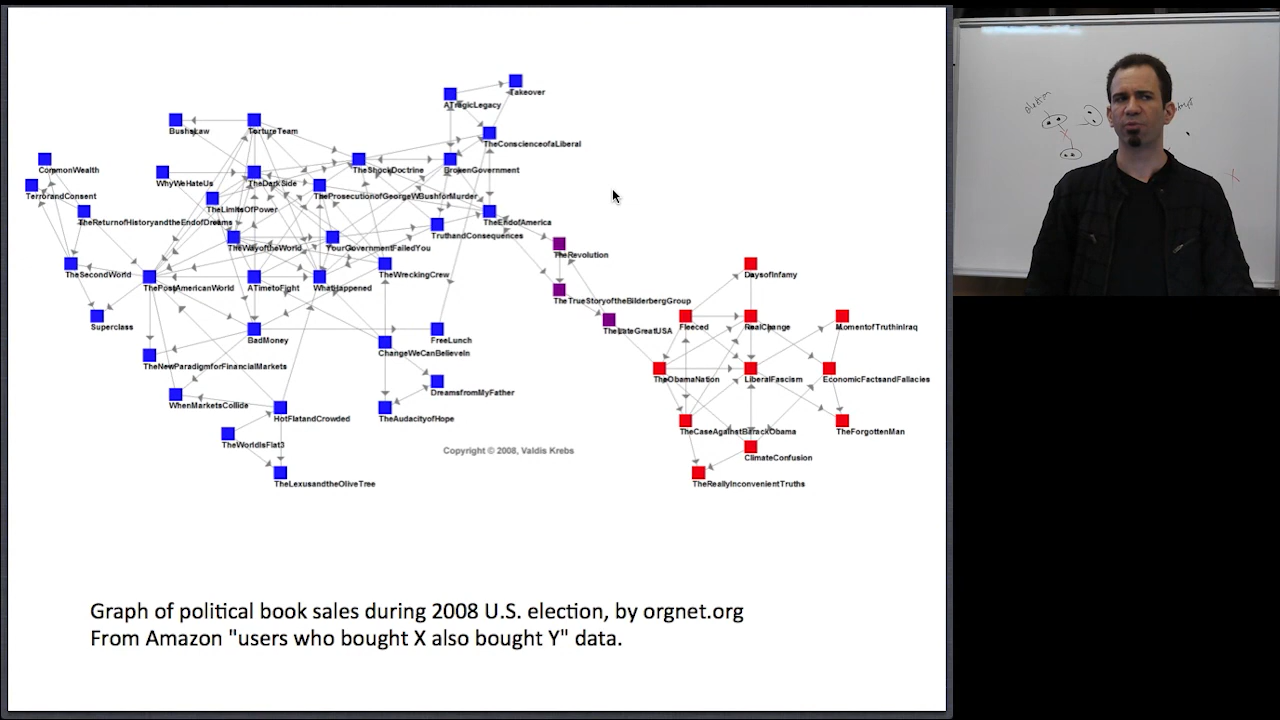 Takeover
ATragicLegacy
BushsLaw
TortureTeam
TheConscienceofaLiberal
CommonWealth
WhyWeHateUs
TheDarkSide
TheShockDoctrine
BrokenGovernment
TerrorandConsent
TheProsecutionofGeorgeWBushforMurder
TheLimitsOfPower
TheReturnofHistoryandtheEndofDreams
TheEndofAmerica
TruthandConsequences
TheWayoftheWorld
YourGovernmentFailedYou
TheRevolution
TheSecondWorld
ThePostAmericanWorld
ATimetoFight
WhatHappened
TheWreckingCrew
DaysofInfamy
TheTrueStoryoftheBilderbergGroup
Superclass
TheLateGreatUSA
Fleeced
RealChange
MomentofTruthinIraq
BadMoney
FreeLunch
ChangeWeCanBelieveIn
TheNewParadigmforFinancialMarkets
TheObamaNation
LiberalFascism
EconomicFactsandFallacies
DreamsfromMyFather
WhenMarketsCollide
HotFlatandCrowded
TheAudacityofHope
TheCaseAgainstBarackObama
TheForgottenMan
TheWorldIsFlat3
Copyright © 2008, Valdis Krebs
ClimateConfusion
TheLexusandtheOliveTree
TheReallyInconvenientTruths
Graph of political book sales during 2008 U.S. election, by orgnet.org
From Amazon "users who bought X also bought Y" data.